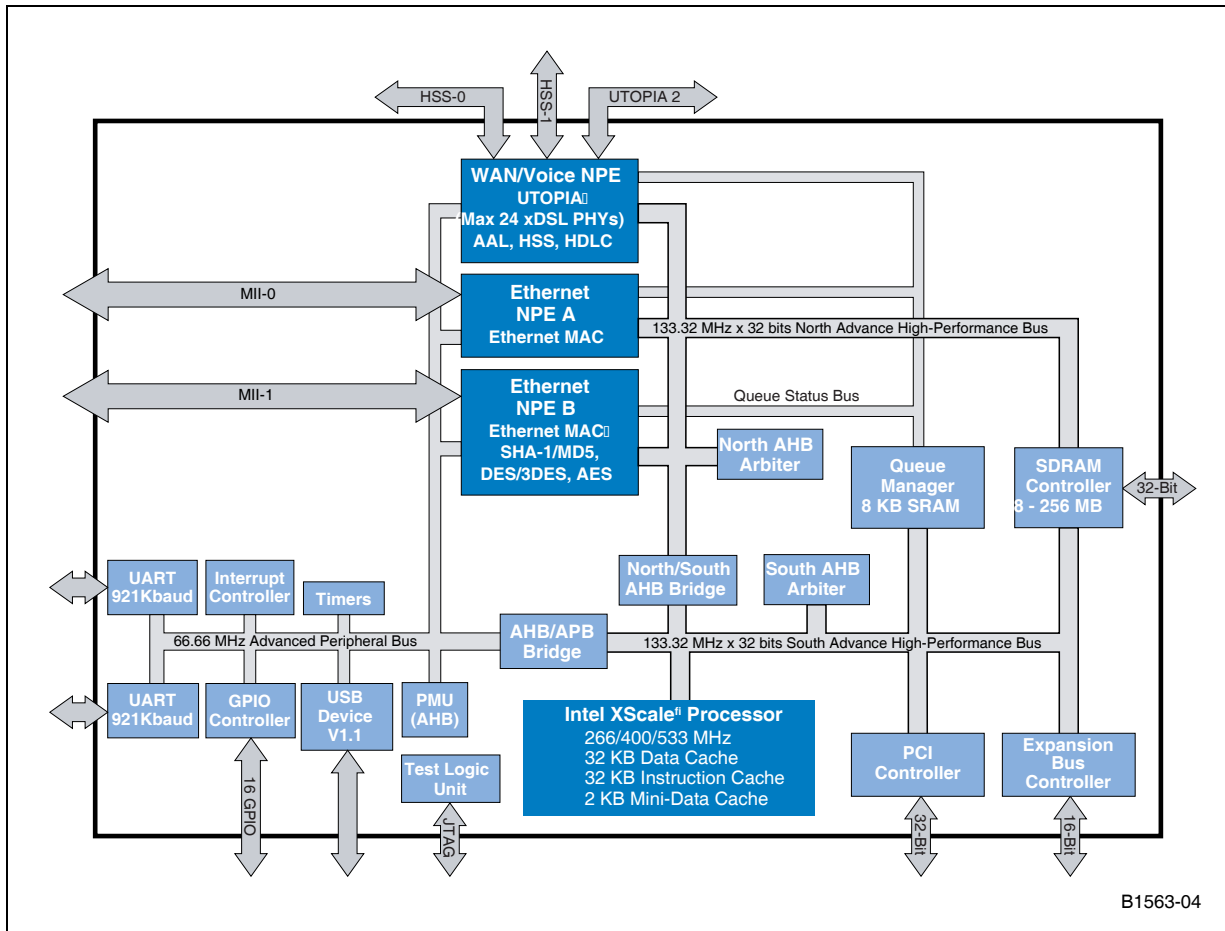 HSS-0
HSS-1
UTOPIA 2
WAN/Voice NPE
UTOPIA
(Max 24 xDSL PHYs)
AAL, HSS, HDLC
MII-0
Ethernet
NPE A
Ethernet MAC
133.32 MHz x 32 bits North Advance High-Performance Bus
MII-1
Ethernet
NPE B
Ethernet MAC
SHA-1/MD5,
DES/3DES, AES
Queue Status Bus
North AHB
Arbiter
Queue
Manager
8 KB SRAM
SDRAM
Controller
8 - 256 MB
32-Bit
UART
921Kbaud
Interrupt
Controller
Timers
North/South
AHB Bridge
South AHB
Arbiter
66.66 MHz Advanced Peripheral Bus
AHB/APB
Bridge
133.32 MHz x 32 bits South Advance High-Performance Bus
UART
921Kbaud
GPIO
Controller
USB
Device
V1.1
PMU
(AHB)
Test Logic
Unit
Intel XScalefi Processor
266/400/533 MHz
32 KB Data Cache
32 KB Instruction Cache
2 KB Mini-Data Cache
PCI
Controller
Expansion
Bus
Controller
16 GPIO
JTAG
32-Bit
16-Bit
B1563-04